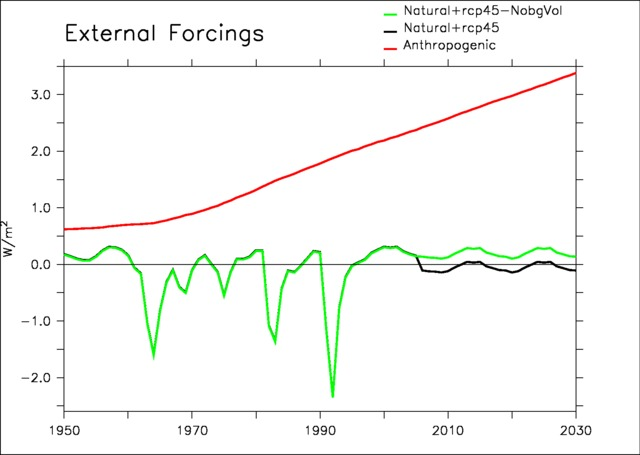 Natural+rcp45-NobgVol
External Forcings
Natural+rcp45
Anthropogenic
3.0
2.0
1.0
0.0
-1.0
-2.0
W/m²
1950
1970
1990
2010
2030